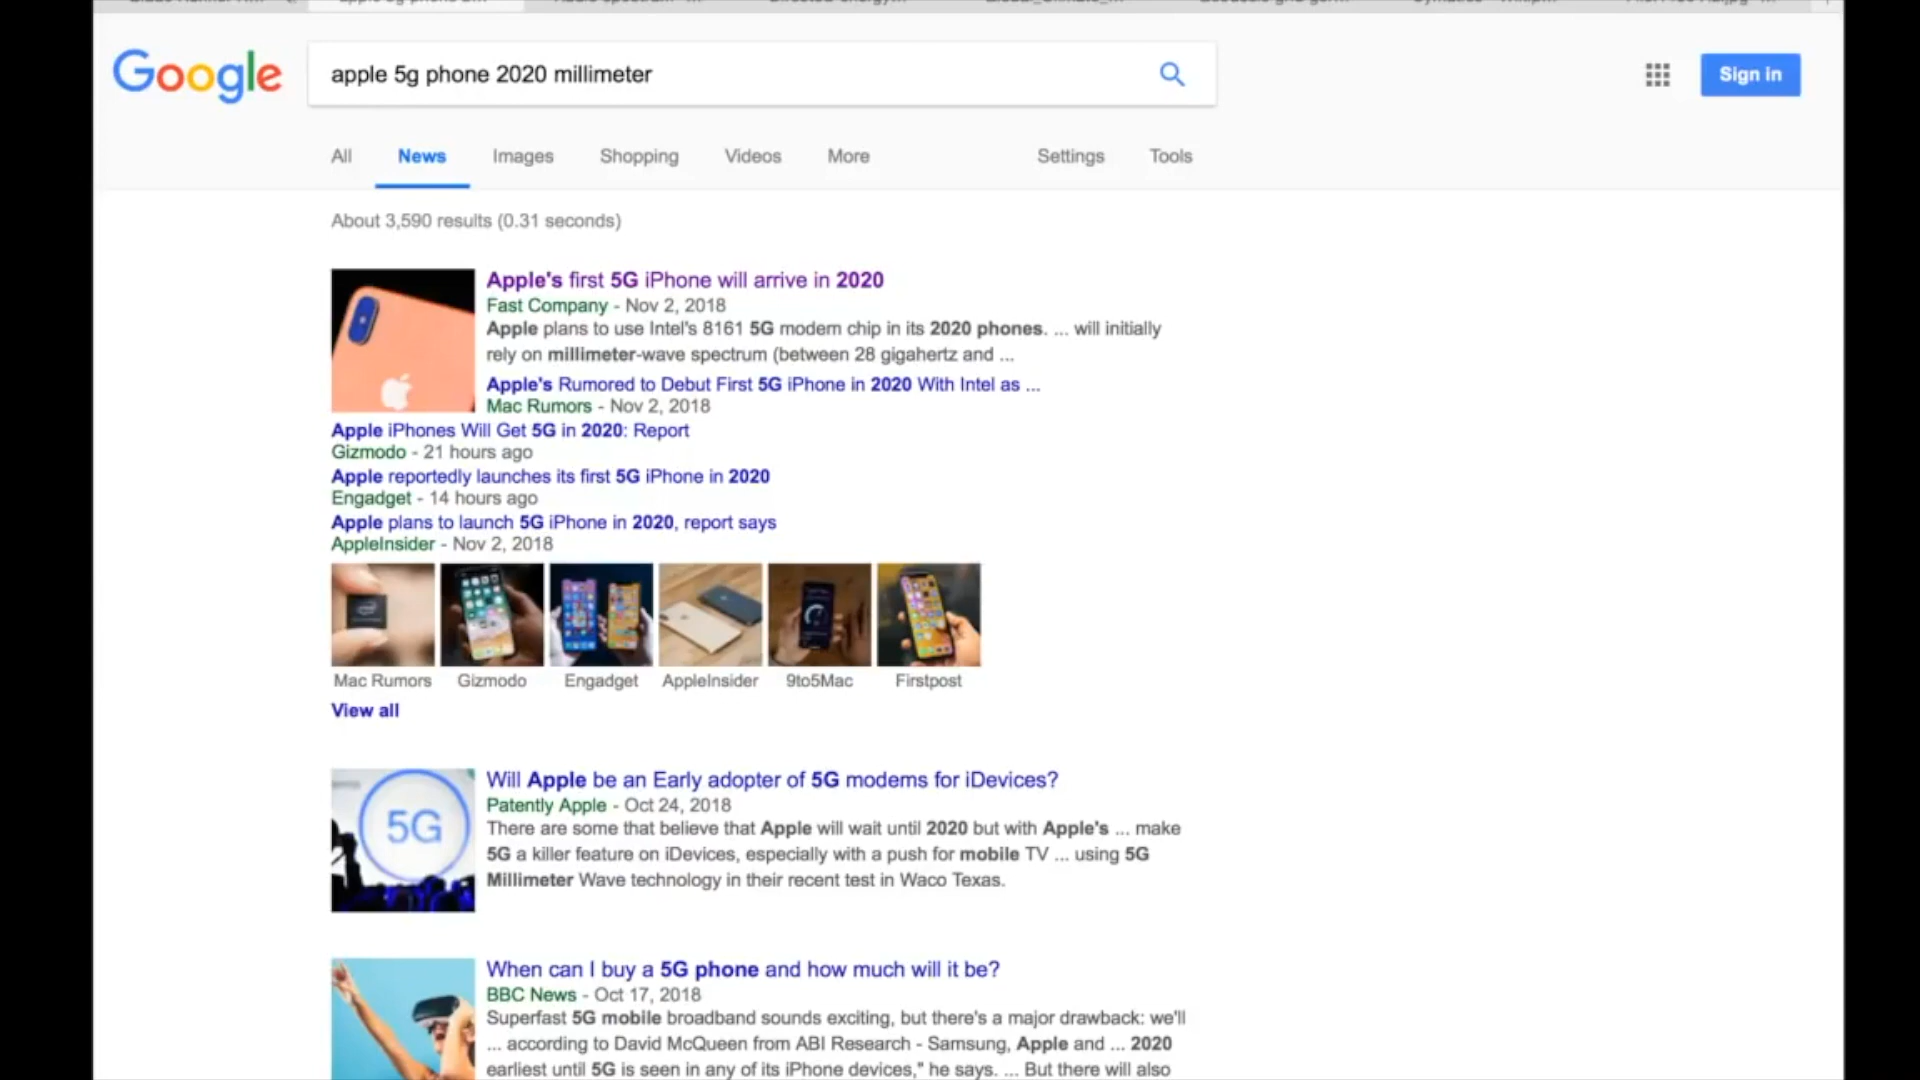 Google
apple 5g phone 2020 millimeter
Sign in
All News Images Shopping Videos More Settings Tools
About 3,590 results (0.31 seconds)
Apple's first 5G iPhone will arrive in 2020
Fast Company - Nov 2, 2018
Apple plans to use Intel's 8161 5G modem chip in its 2020 phones. ... will initially
rely on millimeter-wave spectrum (between 28 gigahertz and ...
Apple's Rumored to Debut First 5G iPhone in 2020 With Intel as ...
Mac Rumors - Nov 2, 2018
Apple iPhones Will Get 5G in 2020: Report
Gizmodo - 21 hours ago
Apple reportedly launches its first 5G iPhone in 2020
Engadget - 14 hours ago
Apple plans to launch 5G iPhone in 2020, report says
AppleInsider - Nov 2, 2018
Mac Rumors Gizmodo Engadget AppleInsider 9to5Mac Firstpost
View all
5G
Will Apple be an Early adopter of 5G modems for iDevices?
Patently Apple - Oct 24, 2018
There are some that believe that Apple will wait until 2020 but with Apple's ... make
5G a killer feature on iDevices, especially with a push for mobile TV ... using 5G
Millimeter Wave technology in their recent test in Waco Texas.
When can I buy a 5G phone and how much will it be?
BBC News - Oct 17, 2018
Superfast 5G mobile broadband sounds exciting, but there's a major drawback: we'll
... according to David McQueen from ABI Research - Samsung, Apple and ... 2020
earliest until 5G is seen in any of its iPhone devices," he says. ... But there will also